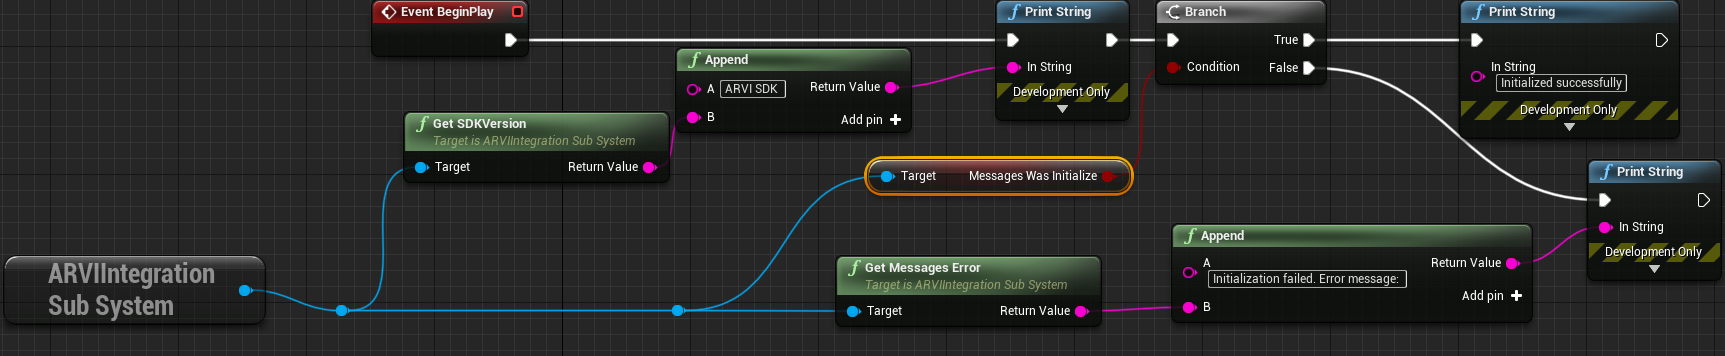 Event BeginPlay
f Print String
In String
Development Only
Branch
True
Condition
False
f Print String
In String
Initialized successfully
Development Only
f Append
A ARVI SDK
Return Value
B
Add pin
f Get SDKVersion
Target is ARVIIntegration Sub System
Target
Return Value
Target
Messages Was Initialize
f Print String
In String
Development Only
f Append
A
Initialization failed. Error message:
Return Value
Add pin
B
f Get Messages Error
Target is ARVIIntegration Sub System
Target
Return Value
ARVIIntegration
Sub System